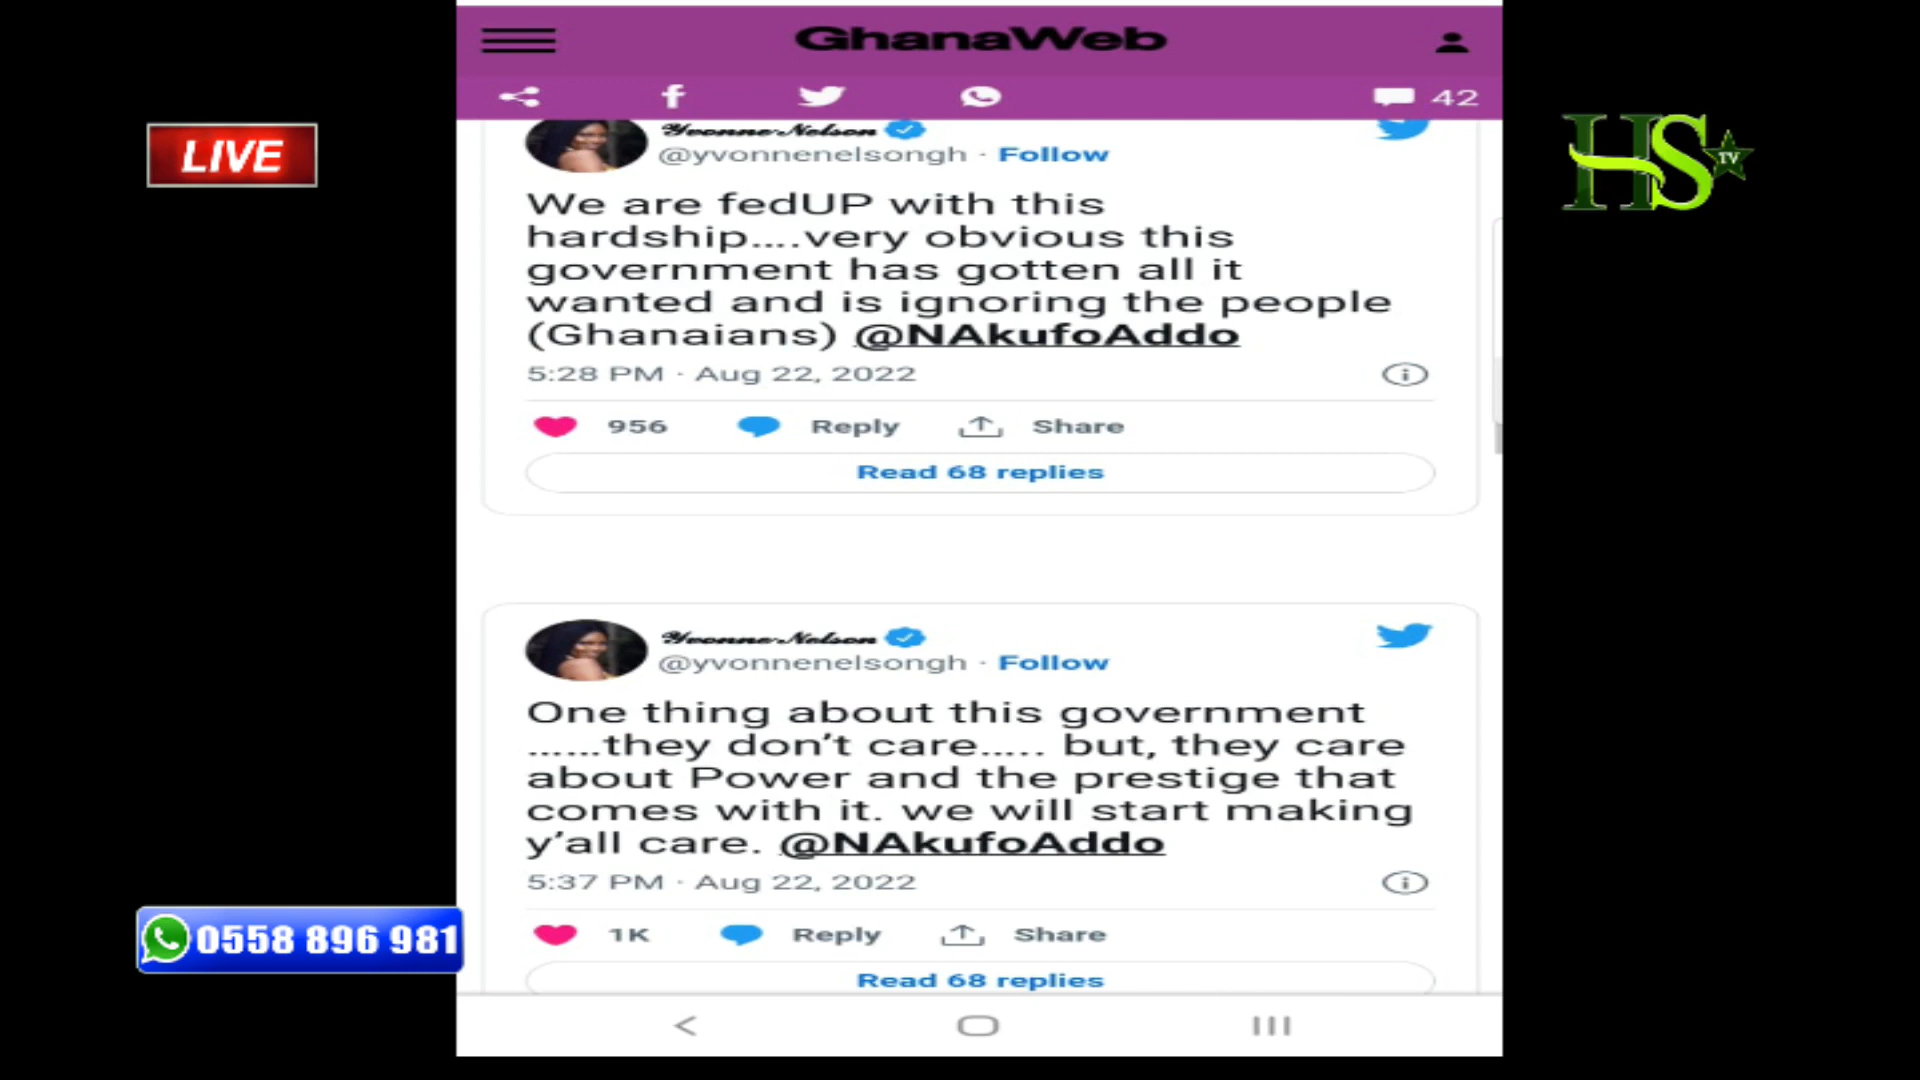 GhanaWeb
42
LIVE
HS TV
Yvonne Nelson
@yvonnenelsongh · Follow
We are fedUP with this
hardship....very obvious this
government has gotten all it
wanted and is ignoring the people
(Ghanaians) @NAkufoAddo
5:28 PM · Aug 22, 2022
956 Reply Share
Read 68 replies
Yvonne Nelson
@yvonnenelsongh · Follow
One thing about this government
......they don't care..... but, they care
about Power and the prestige that
comes with it. we will start making
y'all care. @NAkufoAddo
5:37 PM · Aug 22, 2022
1K Reply Share
Read 68 replies
0558 896 981